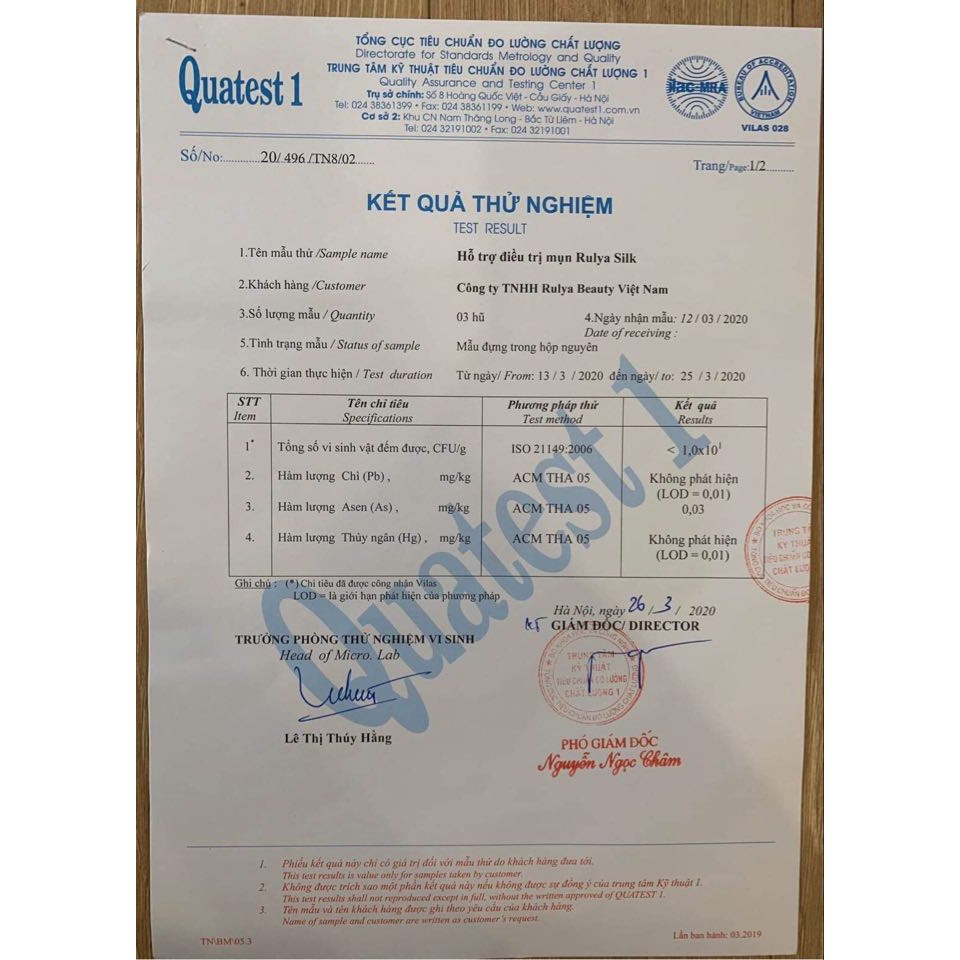 Quatest 1
TỔNG CỤC TIÊU CHUẨN ĐO LƯỜNG CHẤT LƯỢNG
Directorate for Standards Metrology and Quality
TRUNG TÂM KỸ THUẬT TIÊU CHUẨN ĐO LƯỜNG CHẤT LƯỢNG 1
Quality Assurance and Testing Center 1
Trụ sở chính: Số 8 Hoàng Quốc Việt - Cầu Giấy - Hà Nội
Tel: 024 38361399 • Fax: 024 38361199 • Web: www.quatest1.com.vn
Cơ sở 2: Khu CN Nam Thăng Long - Bắc Từ Liêm - Hà Nội
Tel: 024 32191002 • Fax: 024 32191001
ilac-MRA
BUREAU OF ACCREDITATION
VIETNAM
VILAS 028
Số/No:............20/ 496 /TN8/02......
Trang/Page:1/2.........
KẾT QUẢ THỬ NGHIỆM
TEST RESULT
1.Tên mẫu thử /Sample name Hỗ trợ điều trị mụn Rulya Silk
2.Khách hàng /Customer Công ty TNHH Rulya Beauty Việt Nam
3.Số lượng mẫu / Quantity 03 hũ 4.Ngày nhận mẫu: 12 / 03 / 2020
Date of receiving :
5.Tình trạng mẫu / Status of sample Mẫu đựng trong hộp nguyên
6. Thời gian thực hiện / Test duration Từ ngày/ From: 13 / 3 / 2020 đến ngày/ to: 25 / 3 / 2020
STT Tên chỉ tiêu Phương pháp thử Kết quả
Item Specifications Test method Results
1* Tổng số vi sinh vật đếm được, CFU/g ISO 21149:2006 < 1,0x10¹
2. Hàm lượng Chì (Pb) , mg/kg ACM THA 05 Không phát hiện
(LOD = 0,01)
3. Hàm lượng Asen (As) , mg/kg ACM THA 05 0,03
4. Hàm lượng Thủy ngân (Hg) , mg/kg ACM THA 05 Không phát hiện
(LOD = 0,01)
Quatest 1
Ghi chú : (*) Chỉ tiêu đã được công nhận Vilas
LOD = là giới hạn phát hiện của phương pháp
Hà Nội, ngày 26 / 3 / 2020
TRƯỞNG PHÒNG THỬ NGHIỆM VI SINH
Head of Micro. Lab
KT GIÁM ĐỐC/ DIRECTOR
TRUNG TÂM
KỸ THUẬT
TIÊU CHUẨN ĐO LƯỜNG
CHẤT LƯỢNG 1
Lê Thị Thúy Hằng
PHÓ GIÁM ĐỐC
Nguyễn Ngọc Châm
1. Phiếu kết quả này chỉ có giá trị đối với mẫu thử do khách hàng đưa tới.
This test results is value only for samples taken by customer.
2. Không được trích sao một phần kết quả này nếu không được sự đồng ý của trung tâm Kỹ thuật 1.
This test results shall not reproduced except in full, without the written approved of QUATEST 1.
3. Tên mẫu và tên khách hàng được ghi theo yêu cầu của khách hàng.
Name of sample and customer are written as customer's request.
TN\BM\05.3
Lần ban hành: 03.2019